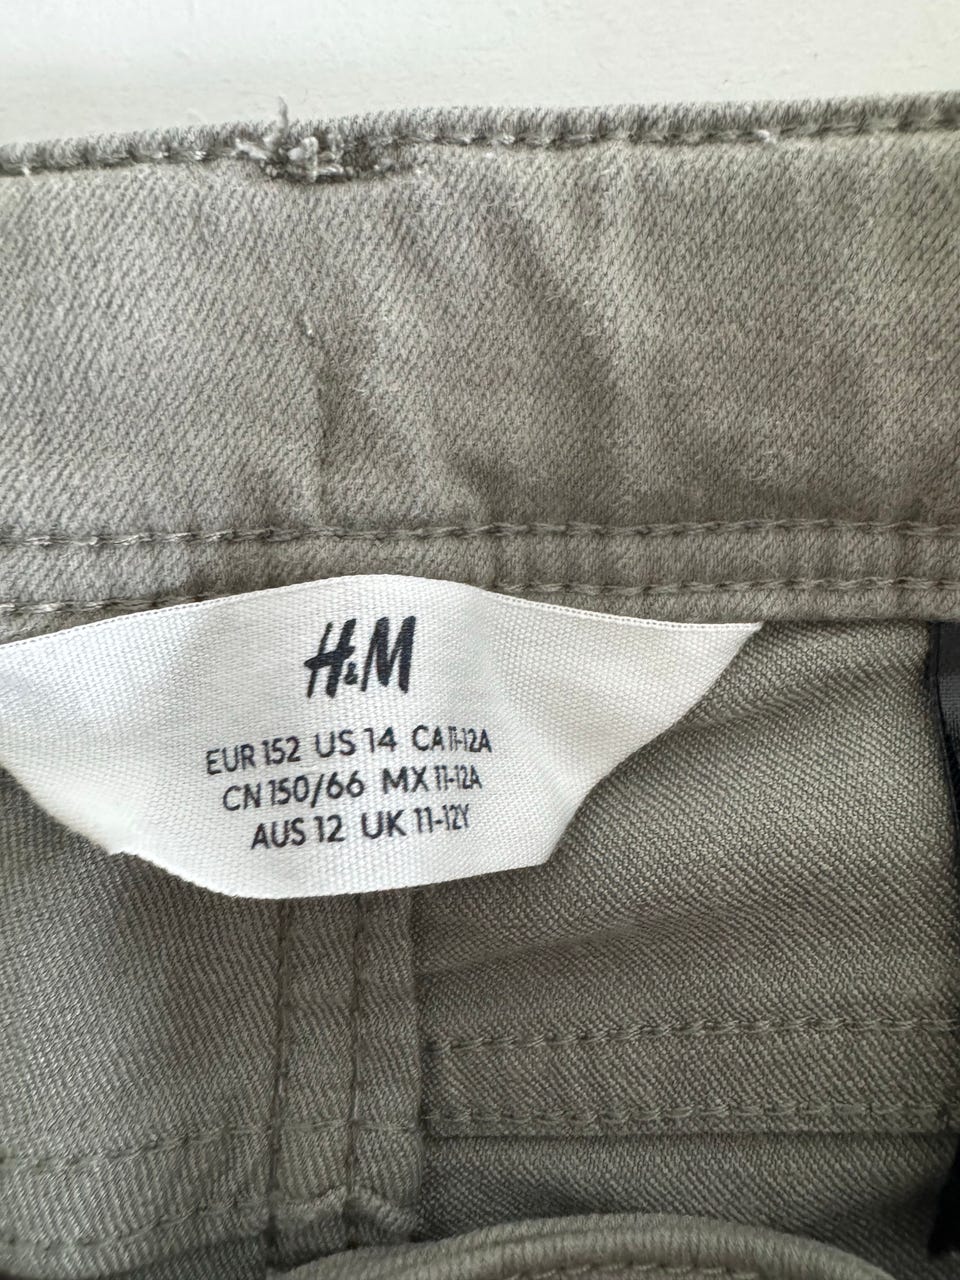 H&M
EUR 152 US 14 CA 11-12A
CN 150/66 MX 11-12A
AUS 12 UK 11-12Y